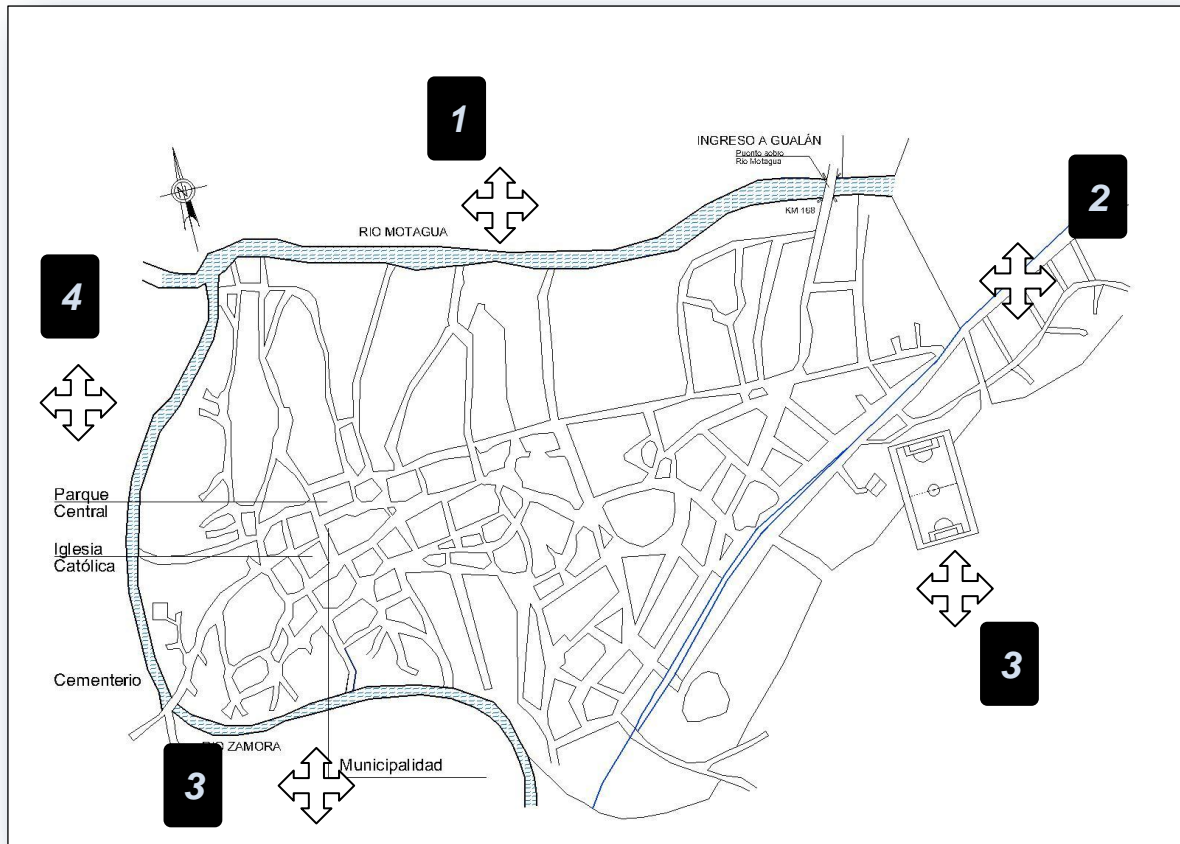 1
INGRESO A GUALÁN
Puente sobre
Rio Motagua
2
KM 168
N
RIO MOTAGUA
4
Parque
Central
Iglesia
Católica
3
Cementerio
RIO ZAMORA
Municipalidad
3